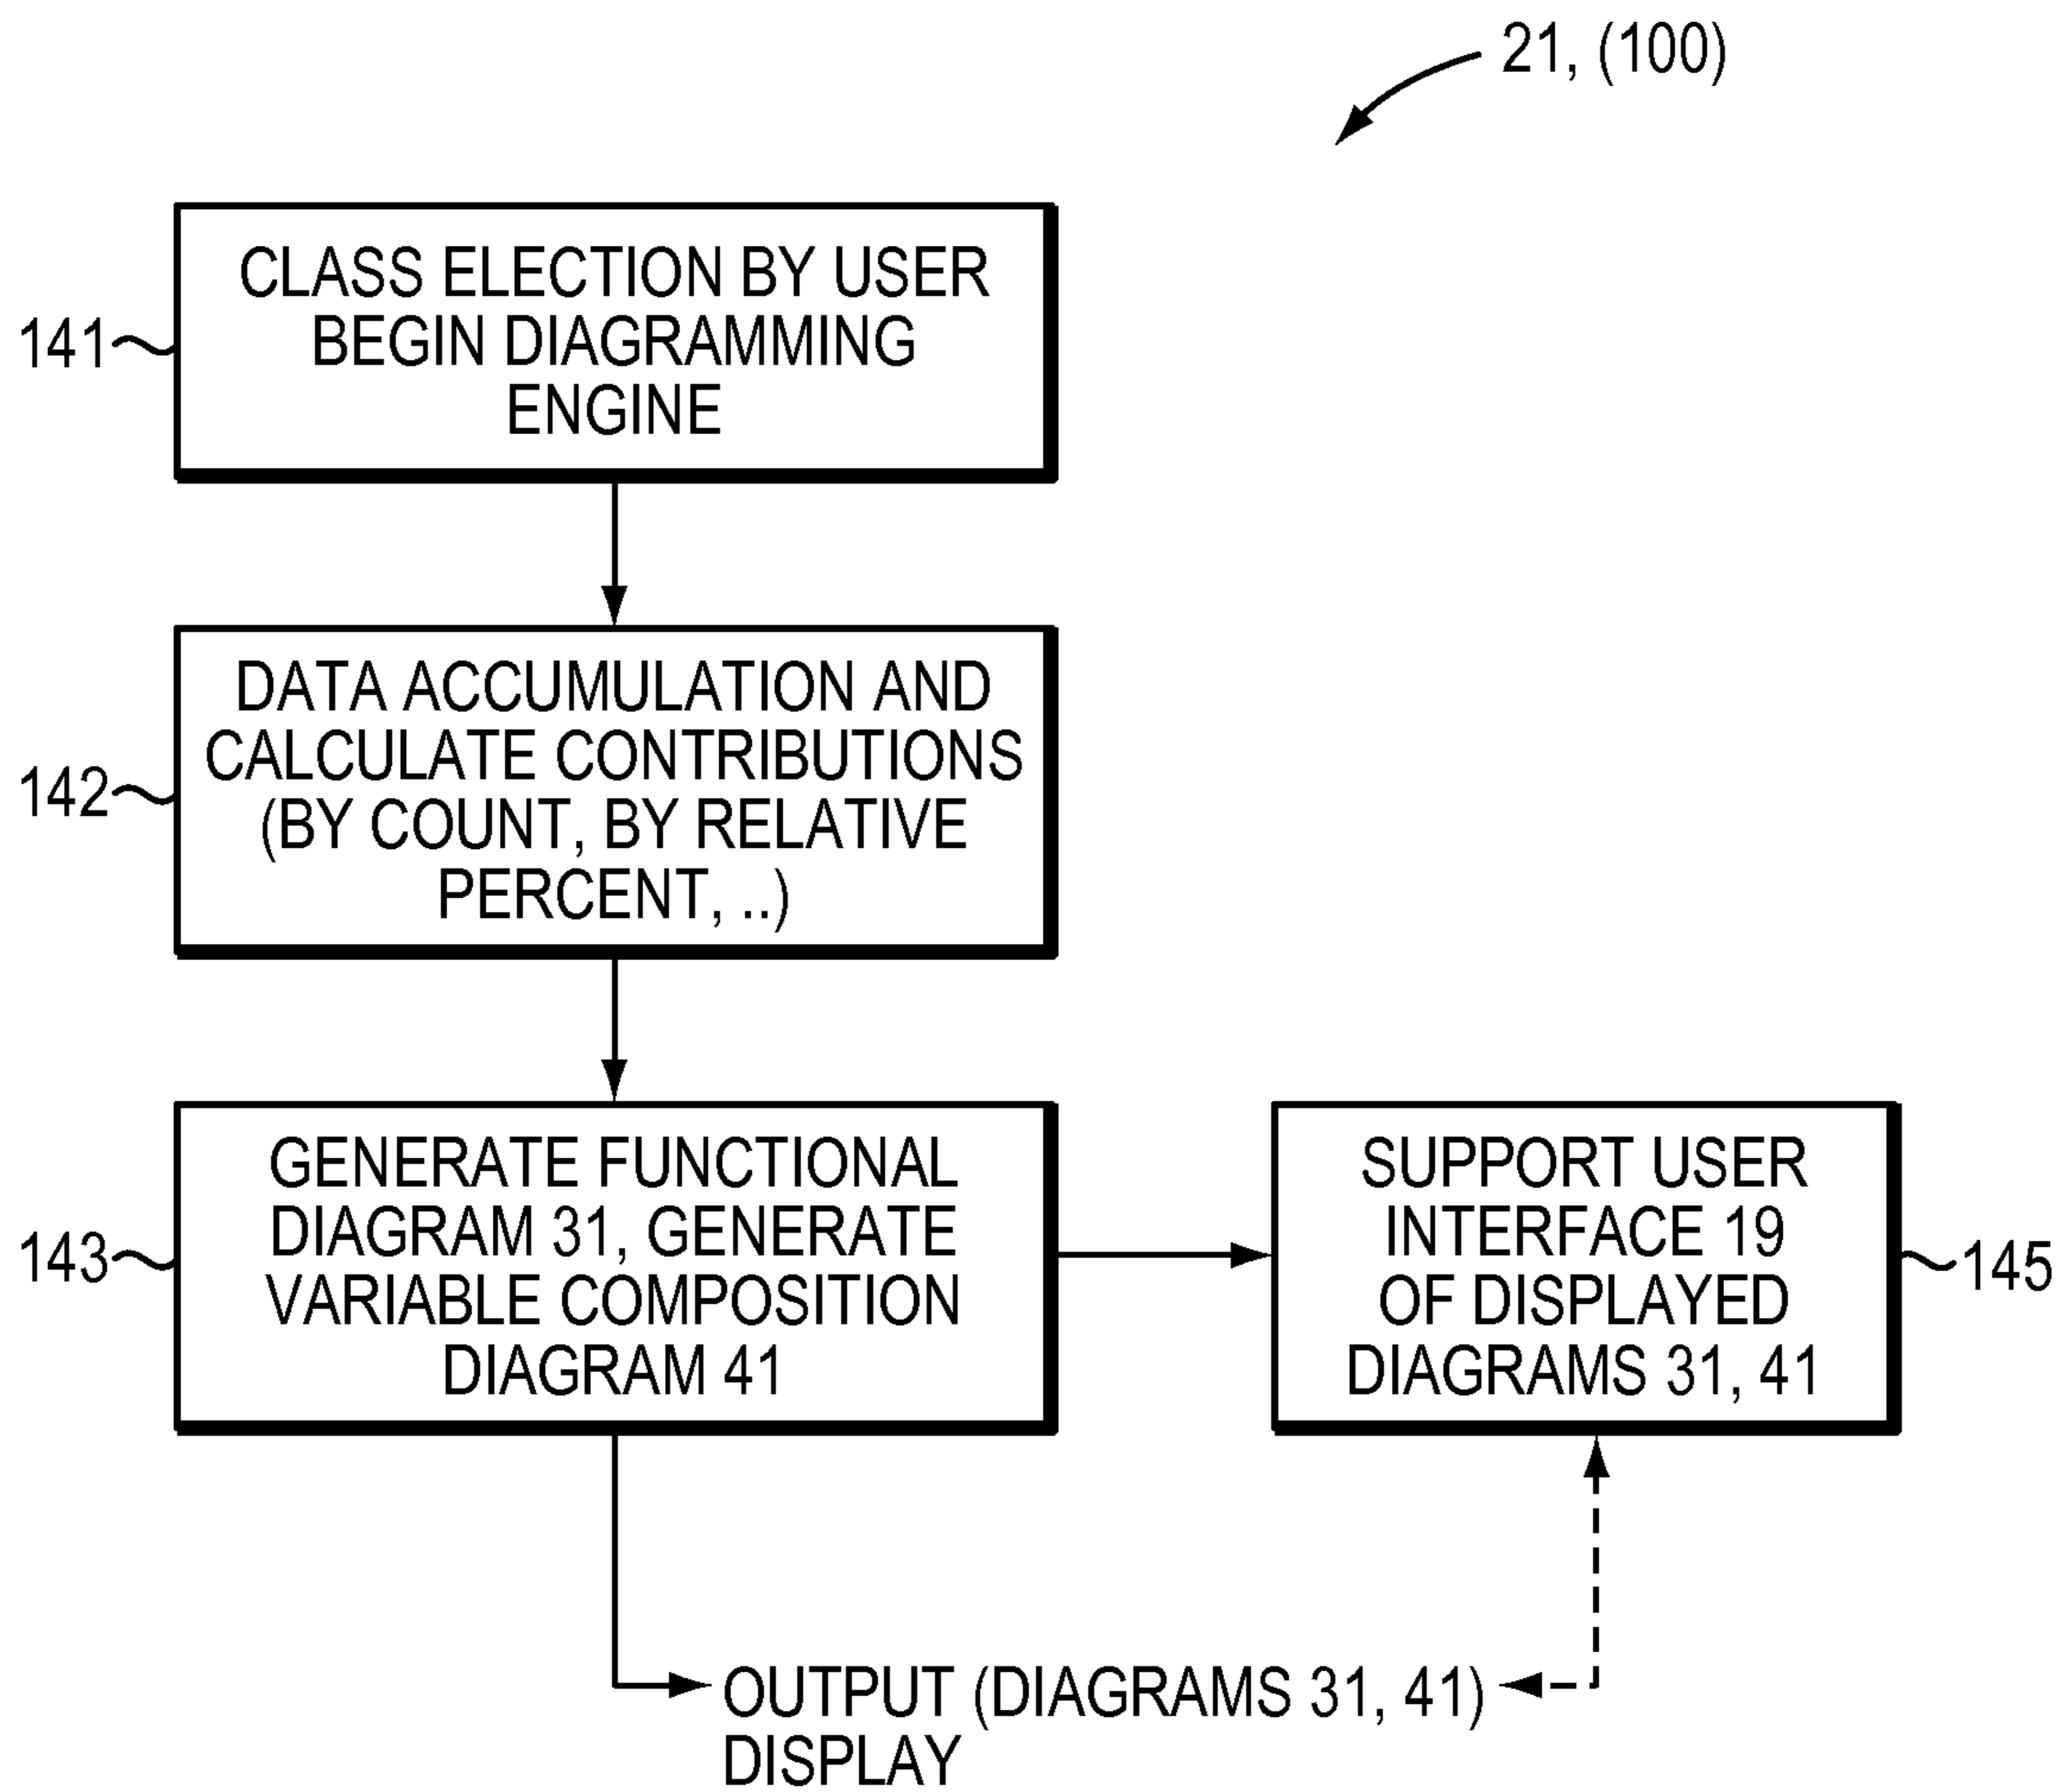 21, (100)
141
CLASS ELECTION BY USER
BEGIN DIAGRAMMING
ENGINE
142
DATA ACCUMULATION AND
CALCULATE CONTRIBUTIONS
(BY COUNT, BY RELATIVE
PERCENT, ..)
143
GENERATE FUNCTIONAL
DIAGRAM 31, GENERATE
VARIABLE COMPOSITION
DIAGRAM 41
SUPPORT USER
INTERFACE 19
OF DISPLAYED
DIAGRAMS 31, 41
145
OUTPUT (DIAGRAMS 31, 41)
DISPLAY